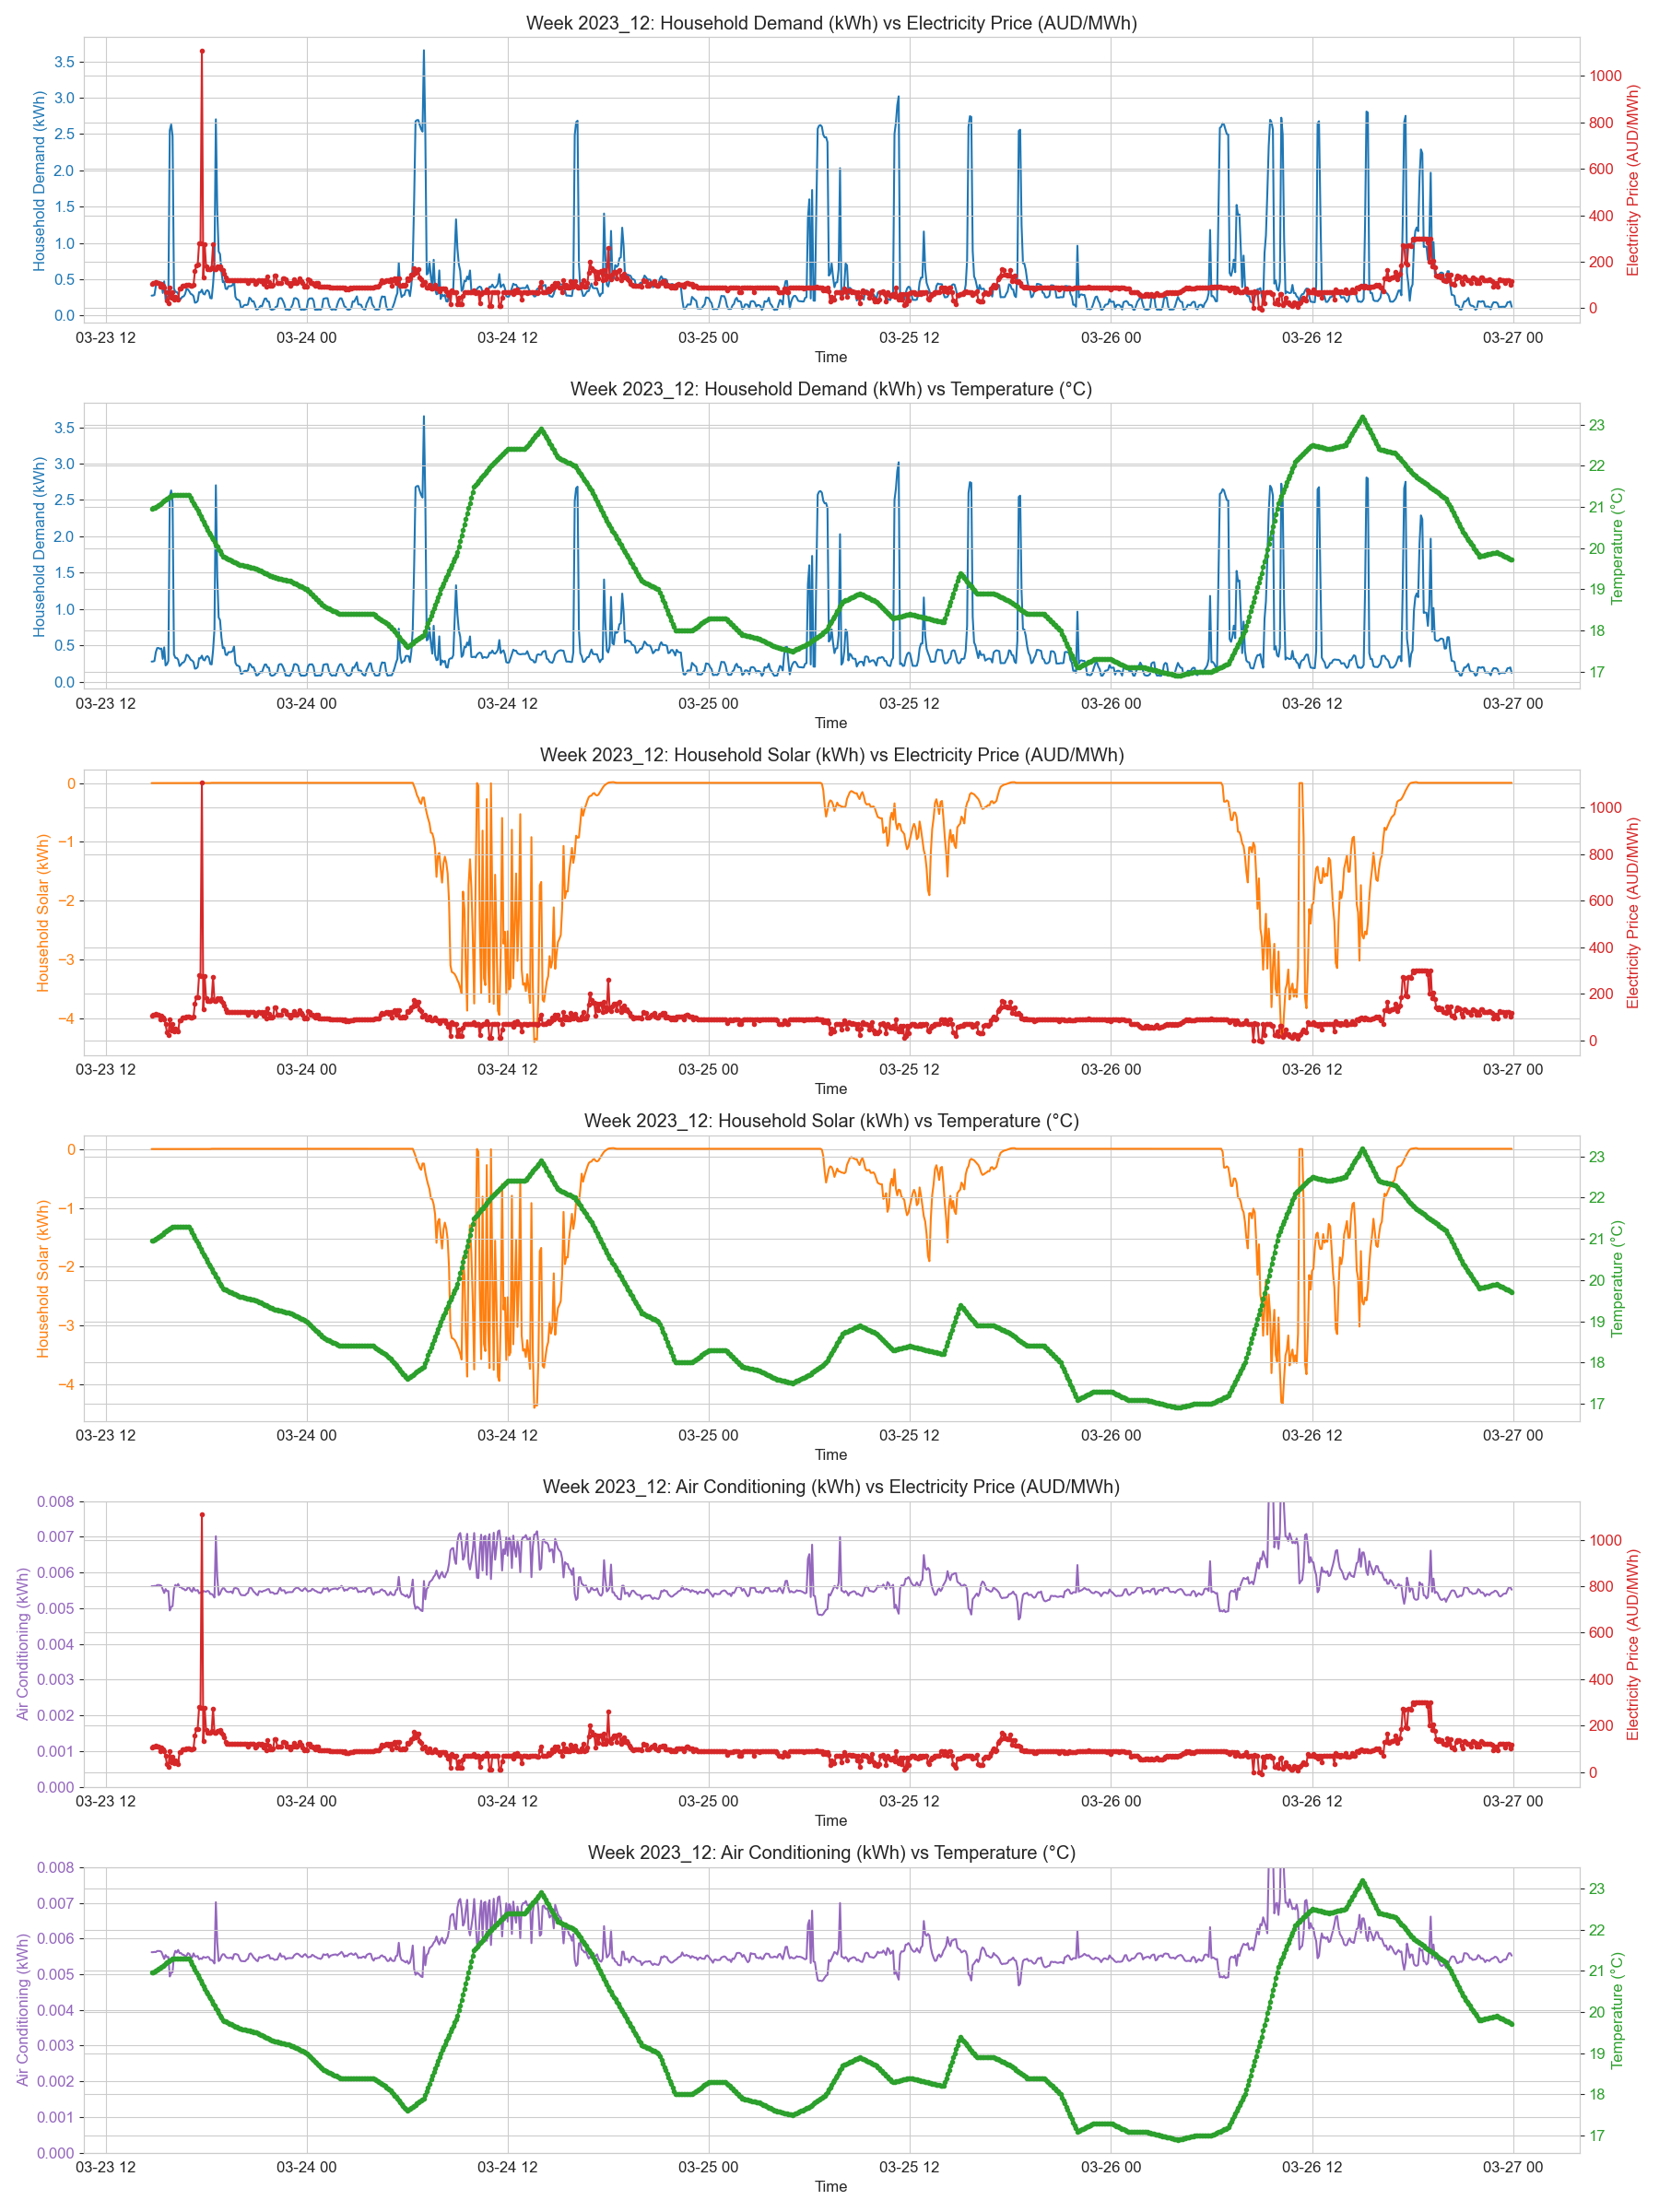 Week 2023_12: Household Demand (kWh) vs Electricity Price (AUD/MWh)
Household Demand (kWh)
3.5
3.0
2.5
2.0
1.5
1.0
0.5
0.0
1000
800
600
400
200
0
Electricity Price (AUD/MWh)
03-23 12 03-24 00 03-24 12 03-25 00 03-25 12 03-26 00 03-26 12 03-27 00
Time
Week 2023_12: Household Demand (kWh) vs Temperature (°C)
Household Demand (kWh)
3.5
3.0
2.5
2.0
1.5
1.0
0.5
0.0
23
22
21
20
19
18
17
Temperature (°C)
03-23 12 03-24 00 03-24 12 03-25 00 03-25 12 03-26 00 03-26 12 03-27 00
Time
Week 2023_12: Household Solar (kWh) vs Electricity Price (AUD/MWh)
Household Solar (kWh)
0
−1
−2
−3
−4
1000
800
600
400
200
0
Electricity Price (AUD/MWh)
03-23 12 03-24 00 03-24 12 03-25 00 03-25 12 03-26 00 03-26 12 03-27 00
Time
Week 2023_12: Household Solar (kWh) vs Temperature (°C)
Household Solar (kWh)
0
−1
−2
−3
−4
23
22
21
20
19
18
17
Temperature (°C)
03-23 12 03-24 00 03-24 12 03-25 00 03-25 12 03-26 00 03-26 12 03-27 00
Time
Week 2023_12: Air Conditioning (kWh) vs Electricity Price (AUD/MWh)
Air Conditioning (kWh)
0.008
0.007
0.006
0.005
0.004
0.003
0.002
0.001
0.000
1000
800
600
400
200
0
Electricity Price (AUD/MWh)
03-23 12 03-24 00 03-24 12 03-25 00 03-25 12 03-26 00 03-26 12 03-27 00
Time
Week 2023_12: Air Conditioning (kWh) vs Temperature (°C)
Air Conditioning (kWh)
0.008
0.007
0.006
0.005
0.004
0.003
0.002
0.001
0.000
23
22
21
20
19
18
17
Temperature (°C)
03-23 12 03-24 00 03-24 12 03-25 00 03-25 12 03-26 00 03-26 12 03-27 00
Time